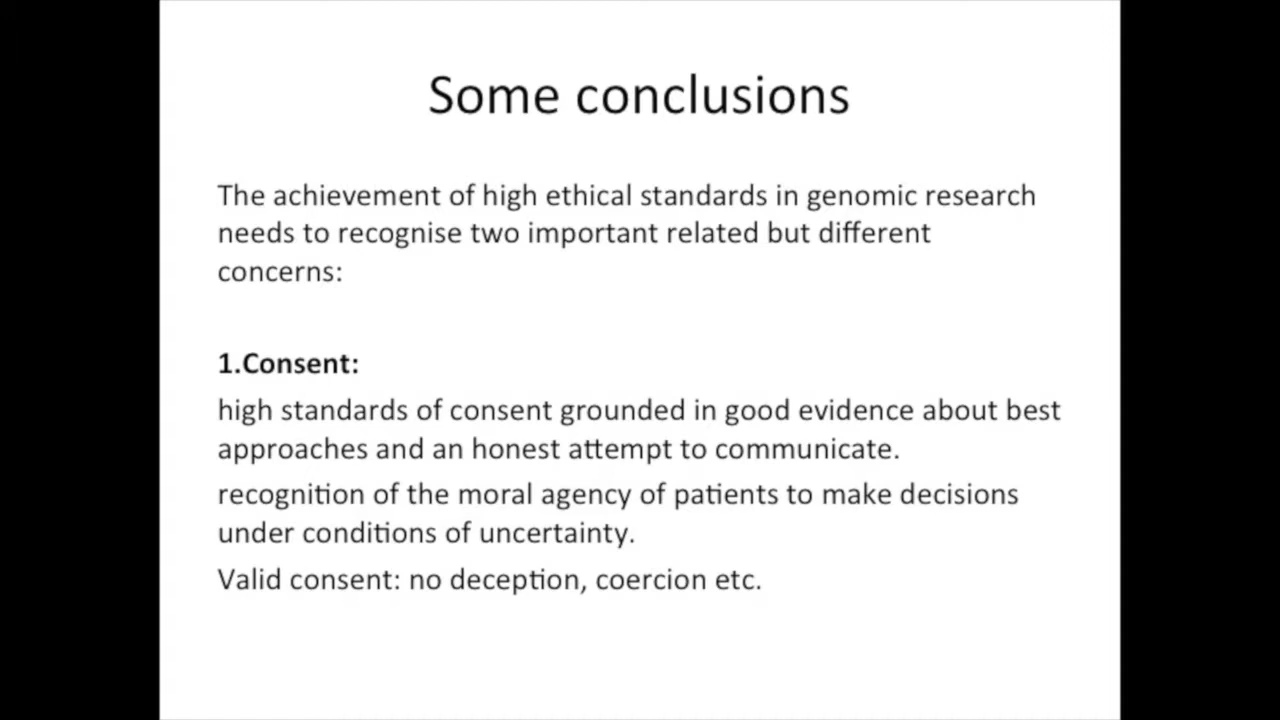 Some conclusions
The achievement of high ethical standards in genomic research
needs to recognise two important related but different
concerns:
1.Consent:
high standards of consent grounded in good evidence about best
approaches and an honest attempt to communicate.
recognition of the moral agency of patients to make decisions
under conditions of uncertainty.
Valid consent: no deception, coercion etc.